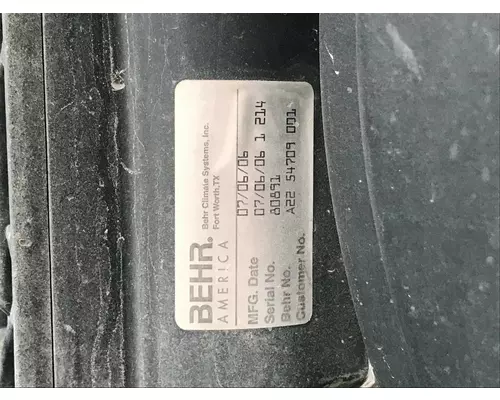 BEHR.
AMERICA
Behr Climate Systems, Inc.
Fort Worth, TX
MFG. Date 07/06/06
Serial No. 07/06/06 1 214
Behr No. 80891
Customer No. A22 54709 001